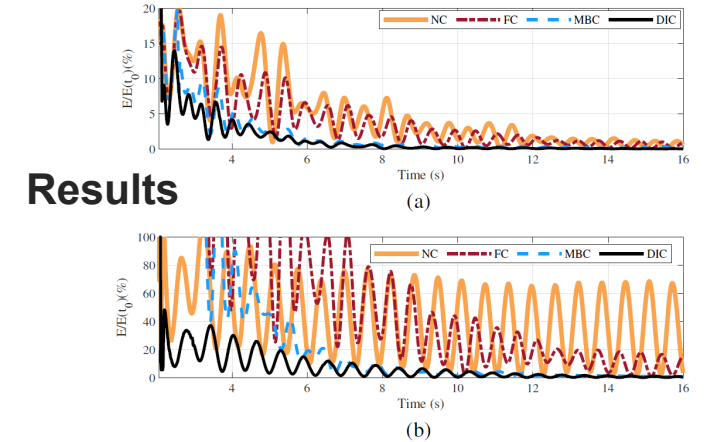 20
15
10
5
0
E/E(t0)(%)
NC FC MBC DIC
4 6 8 10 12 14 16
Time (s)
Results
(a)
100
80
60
40
20
0
E/E(t0)(%)
NC FC MBC DIC
4 6 8 10 12 14 16
Time (s)
(b)